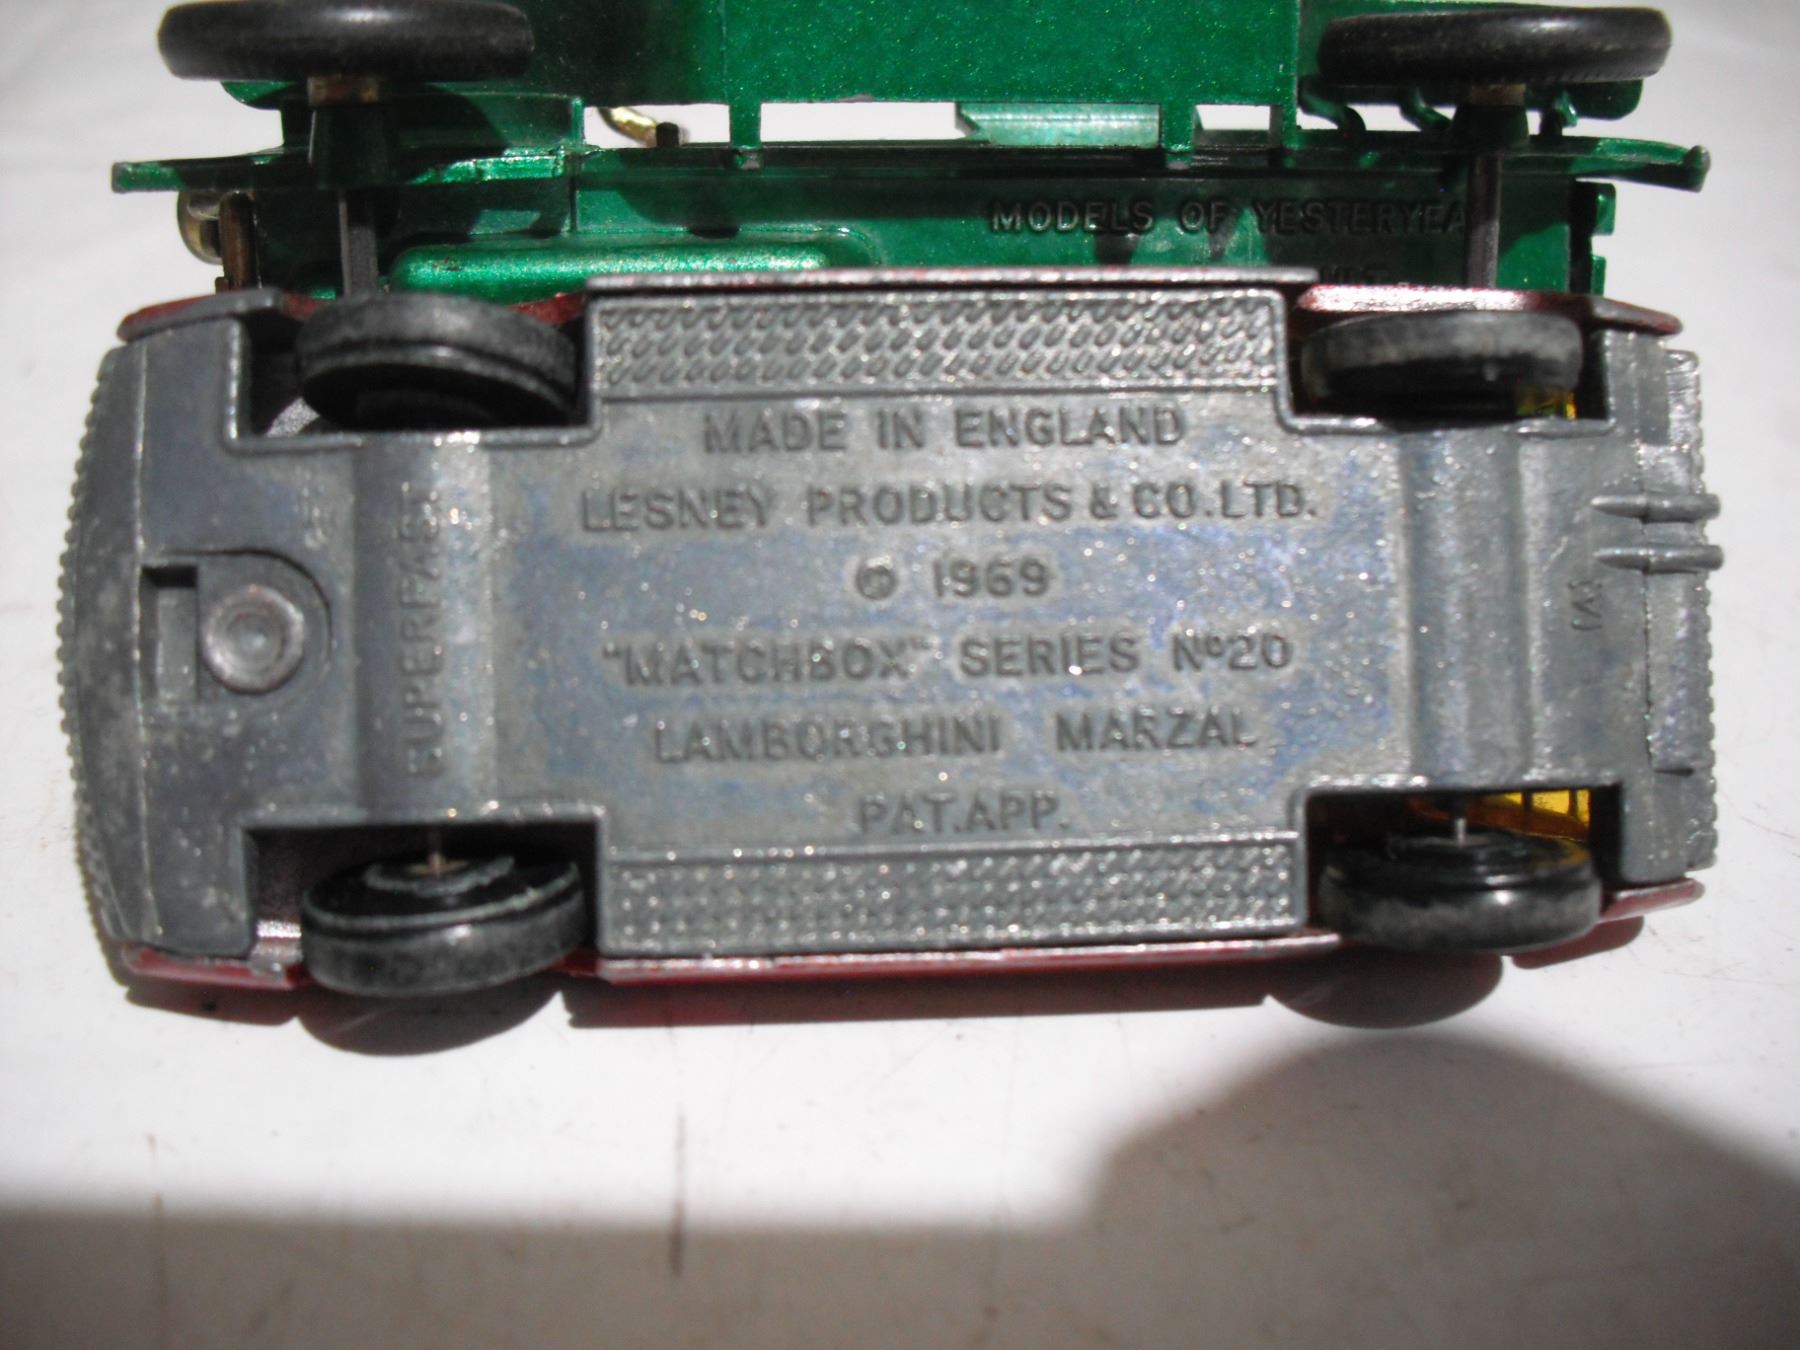 MODELS OF YESTERYEA
MADE IN ENGLAND
LESNEY PRODUCTS & CO. LTD.
© 1969
"MATCHBOX" SERIES Nº20
LAMBORGHINI MARZAL
PAT. APP.
SUPERFAST